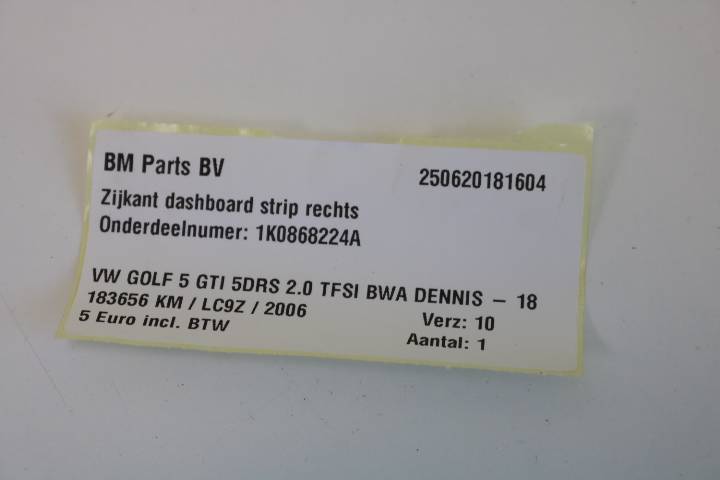 BM Parts BV 250620181604
Zijkant dashboard strip rechts
Onderdeelnumer: 1K0868224A
VW GOLF 5 GTI 5DRS 2.0 TFSI BWA DENNIS – 18
183656 KM / LC9Z / 2006 Verz: 10
5 Euro incl. BTW Aantal: 1